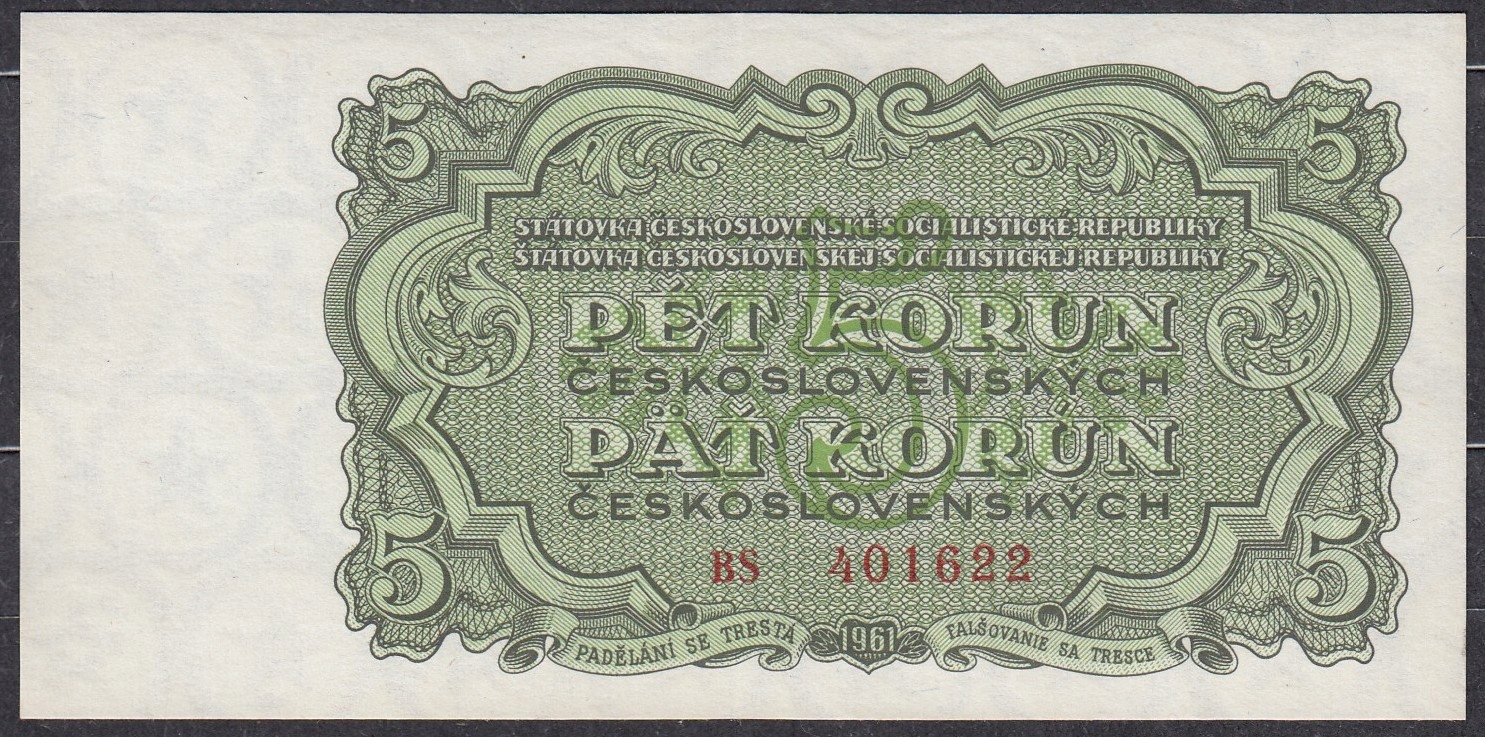 5 5
STÁTOVKA ČESKOSLOVENSKÉ SOCIALISTICKÉ REPUBLIKY
ŠTÁTOVKA ČESKOSLOVENSKEJ SOCIALISTICKEJ REPUBLIKY
5
PĚT KORUN
ČESKOSLOVENSKÝCH
PÄŤ KORÚN
ČESKOSLOVENSKÝCH
BS 401622
5 5
PADĚLÁNÍ SE TRESTÁ 1961 FALŠOVANIE SA TRESCE